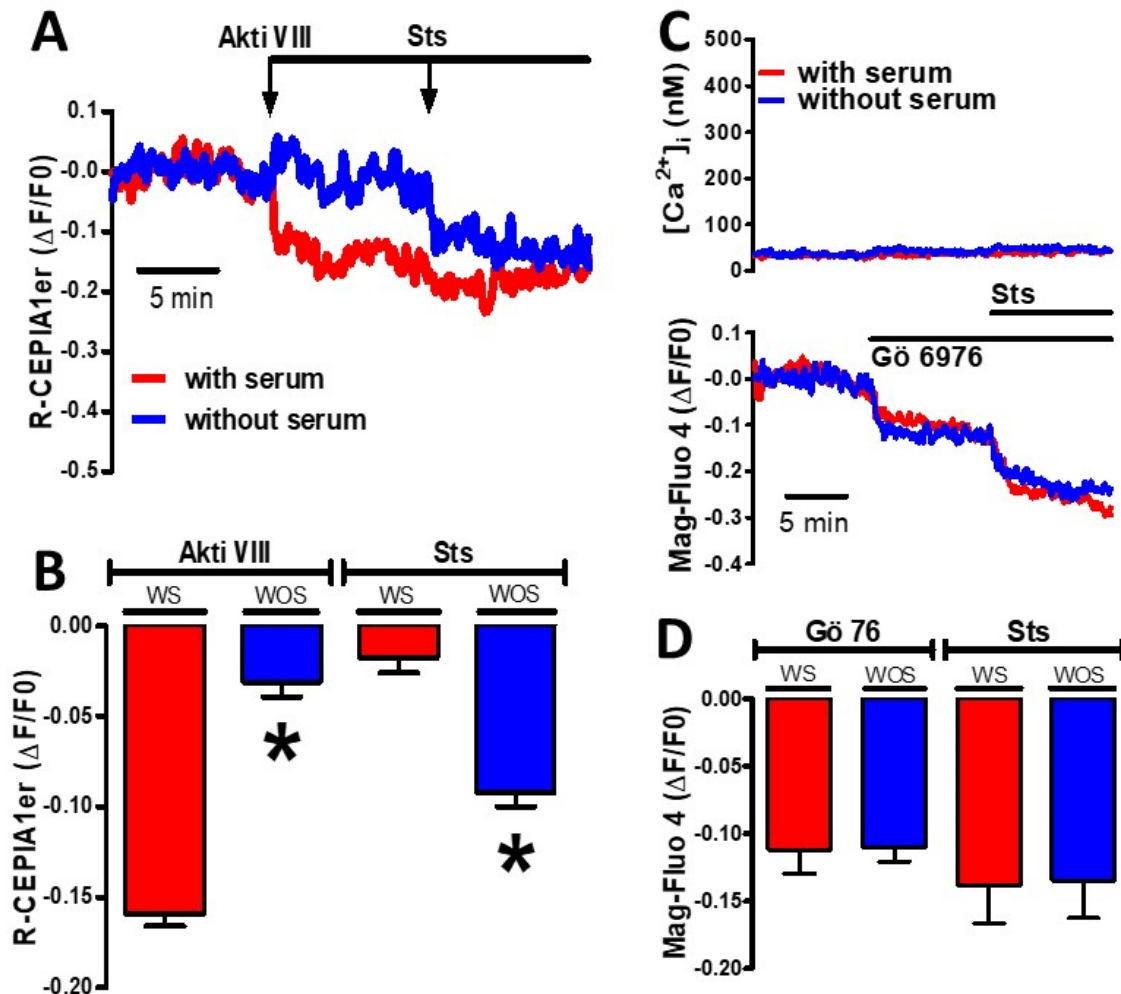 A
Akti VIII
Sts
R-CEPIA1er (ΔF/F0)
0.1
-0.0
-0.1
-0.2
-0.3
-0.4
-0.5
5 min
with serum
without serum
C
[Ca²⁺]i (nM)
500
400
300
200
100
0
with serum
without serum
Sts
Gö 6976
Mag-Fluo 4 (ΔF/F0)
0.1
-0.0
-0.1
-0.2
-0.3
-0.4
5 min
B
Akti VIII
Sts
WS
WOS
WS
WOS
R-CEPIA1er (ΔF/F0)
0.00
-0.05
-0.10
-0.15
-0.20
*
*
D
Gö 76
Sts
WS
WOS
WS
WOS
Mag-Fluo 4 (ΔF/F0)
0.00
-0.05
-0.10
-0.15
-0.20